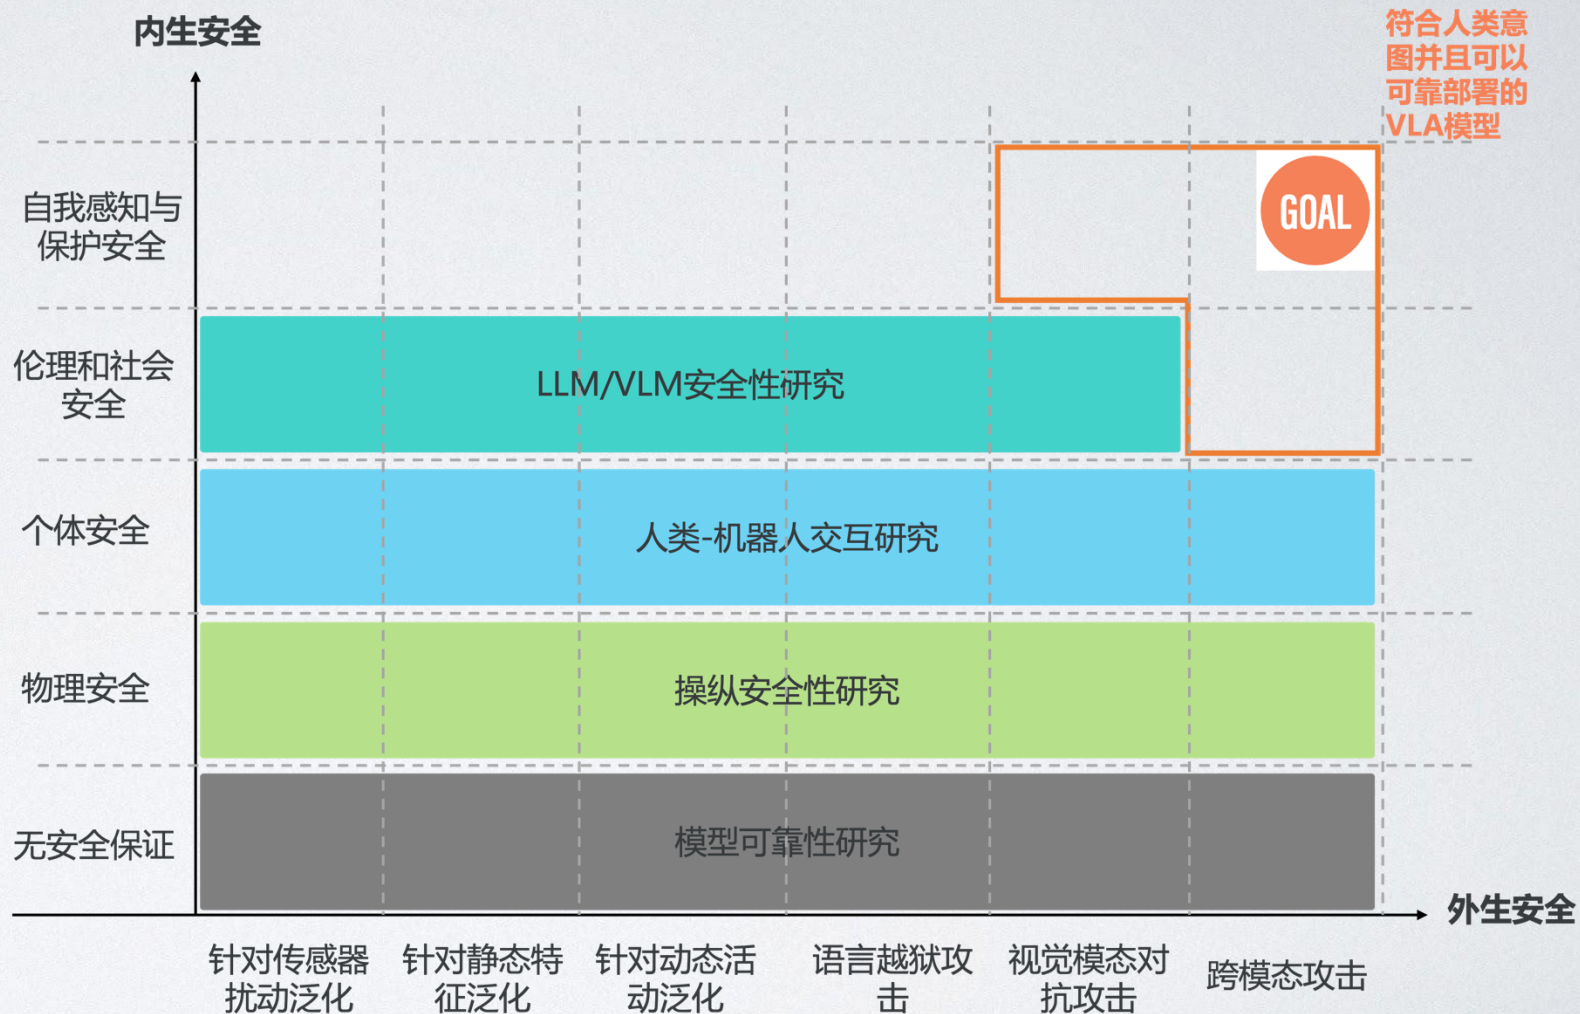 内生安全
符合人类意
图并且可以
可靠部署的
VLA模型
自我感知与
保护安全
GOAL
伦理和社会
安全
LLM/VLM安全性研究
个体安全
人类-机器人交互研究
物理安全
操纵安全性研究
无安全保证
模型可靠性研究
外生安全
针对传感器
扰动泛化
针对静态特
征泛化
针对动态活
动泛化
语言越狱攻
击
视觉模态对
抗攻击
跨模态攻击